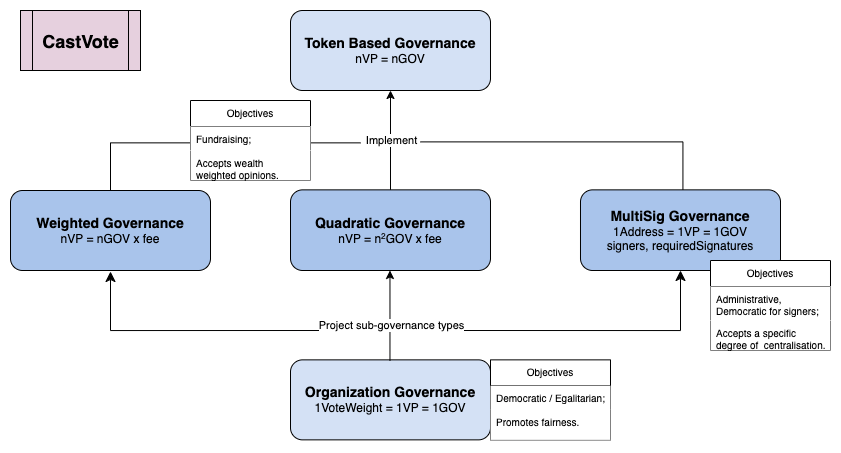 CastVote
Token Based Governance
nVP = nGOV
Objectives
Fundraising;
Accepts wealth
weighted opinions.
Implement
Weighted Governance
nVP = nGOV x fee
Quadratic Governance
nVP = n²GOV x fee
MultiSig Governance
1Address = 1VP = 1GOV
signers, requiredSignatures
Objectives
Administrative,
Democratic for signers;
Accepts a specific
degree of centralisation.
Project sub-governance types
Organization Governance
1VoteWeight = 1VP = 1GOV
Objectives
Democratic / Egalitarian;
Promotes fairness.